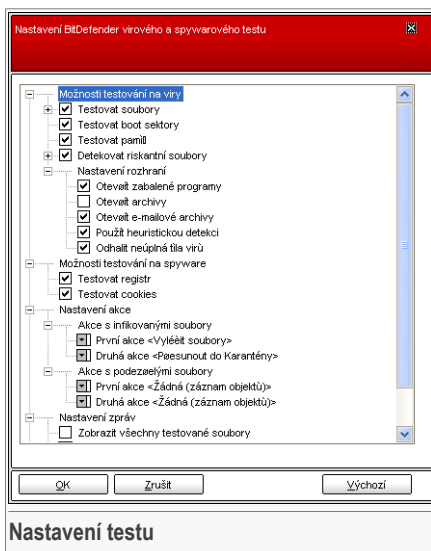 Nastavení BitDefender virového a spywarového testu
Možnosti testování na viry
Testovat soubory
Testovat boot sektory
Testovat pamìï
Detekovat riskantní soubory
Nastavení rozhraní
Otevøít zabalené programy
Otevøít archivy
Otevøít e-mailové archivy
Použít heuristickou detekci
Odhalit neúplná tìla virù
Možnosti testování na spyware
Testovat registr
Testovat cookies
Nastavení akce
Akce s infikovanými soubory
První akce <Vyléèit soubory>
Druhá akce <Pøesunout do Karantény>
Akce s podezøelými soubory
První akce <Žádná (záznam objektù)>
Druhá akce <Žádná (záznam objektù)>
Nastavení zpráv
Zobrazit všechny testované soubory
OK Zrušit Výchozí
Nastavení testu